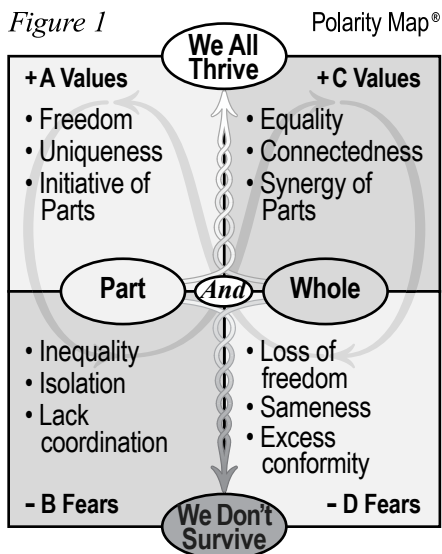 Figure 1
Polarity Map®
We All
Thrive
+A Values
• Freedom
• Uniqueness
• Initiative of
Parts
+C Values
• Equality
• Connectedness
• Synergy of
Parts
Part
And
Whole
• Inequality
• Isolation
• Lack
coordination
– B Fears
• Loss of
freedom
• Sameness
• Excess
conformity
– D Fears
We Don't
Survive